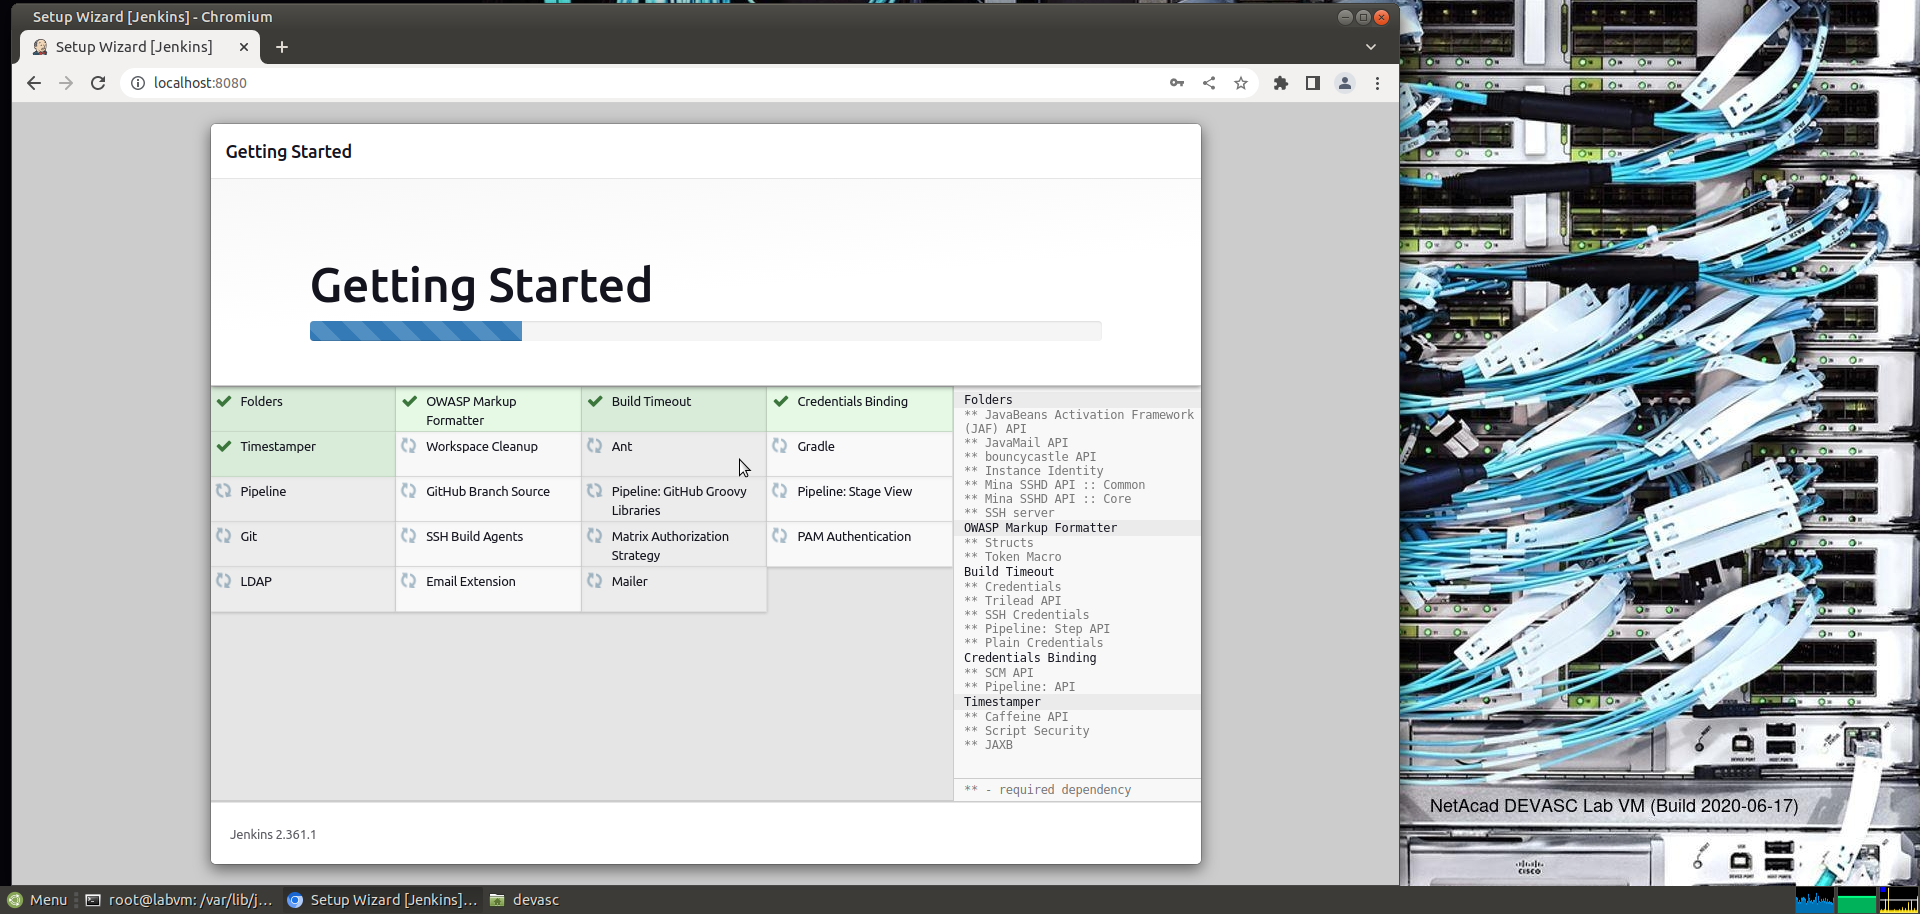 Setup Wizard [Jenkins] - Chromium
Setup Wizard [Jenkins]
localhost:8080
Getting Started
Getting Started
Folders
OWASP Markup Formatter
Build Timeout
Credentials Binding
Timestamper
Workspace Cleanup
Ant
Gradle
Pipeline
GitHub Branch Source
Pipeline: GitHub Groovy Libraries
Pipeline: Stage View
Git
SSH Build Agents
Matrix Authorization Strategy
PAM Authentication
LDAP
Email Extension
Mailer
Folders
** JavaBeans Activation Framework
(JAF) API
** JavaMail API
** bouncycastle API
** Instance Identity
** Mina SSHD API :: Common
** Mina SSHD API :: Core
** SSH server
OWASP Markup Formatter
** Structs
** Token Macro
Build Timeout
** Credentials
** Trilead API
** SSH Credentials
** Pipeline: Step API
** Plain Credentials
Credentials Binding
** SCM API
** Pipeline: API
Timestamper
** Caffeine API
** Script Security
** JAXB
** - required dependency
Jenkins 2.361.1
NetAcad DEVASC Lab VM (Build 2020-06-17)
CISCO
Menu
root@labvm: /var/lib/j...
Setup Wizard [Jenkins]...
devasc